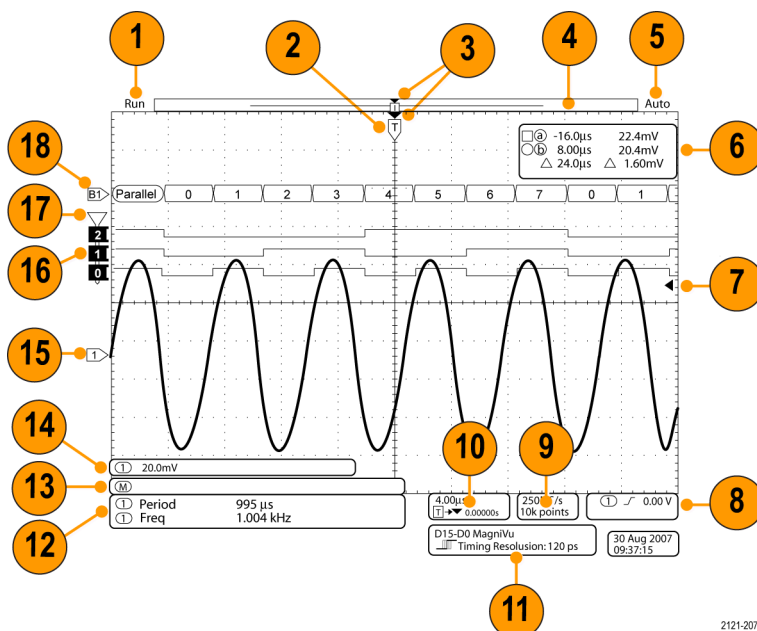 1
2
3
4
5
Run
Auto
T
ⓐ -16.0µs 22.4mV
ⓑ 8.00µs 20.4mV
△ 24.0µs △ 1.60mV
6
18
B1
Parallel 0 1 2 3 4 5 6 7 0 1
17
2
16
1
0
7
15
1
14
10
9
① 20.0mV
13
Ⓜ
4.00µs
① 0.00 V
8
① Period 995 µs
T 0.00000s
10k points
① Freq 1.004 kHz
12
D15-D0 MagniVu
Timing Resolution: 120 ps
30 Aug 2007
09:37:15
11
2121-207